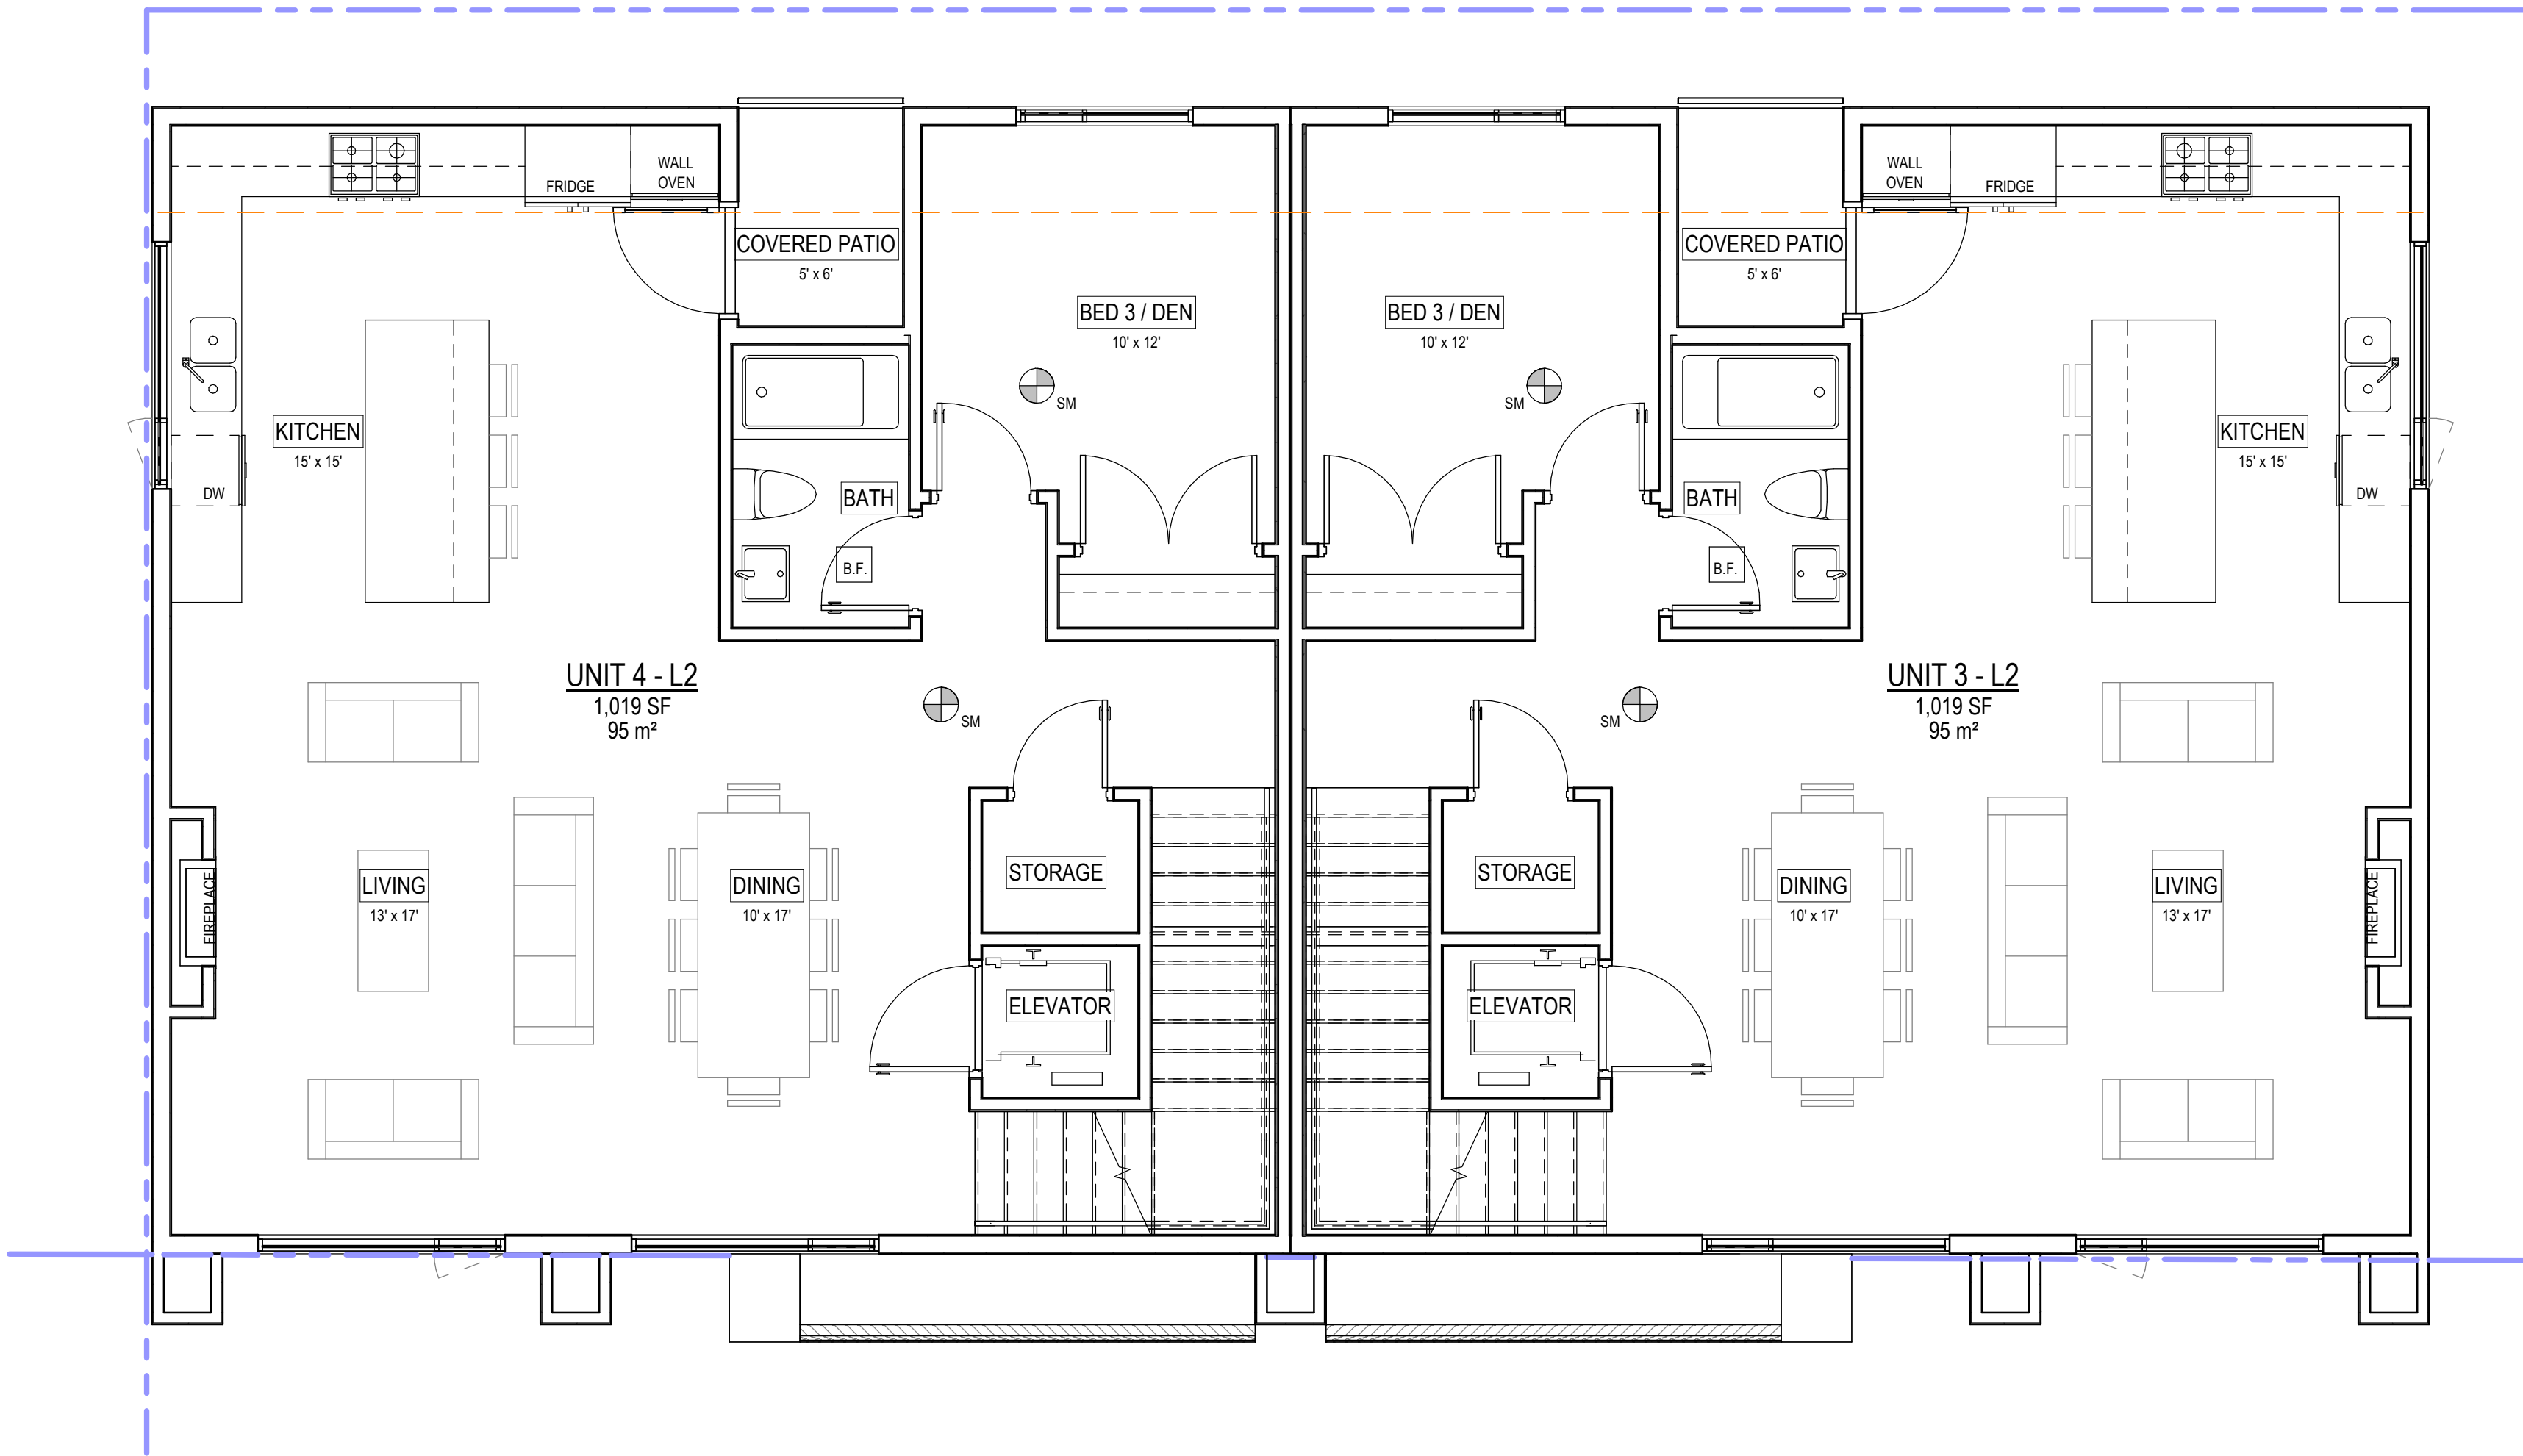 WALL
OVEN
FRIDGE
COVERED PATIO
5' x 6'
BED 3 / DEN
10' x 12'
SM
KITCHEN
15' x 15'
DW
BATH
B.F.
UNIT 4 - L2
1,019 SF
95 m²
SM
FIREPLACE
LIVING
13' x 17'
DINING
10' x 17'
STORAGE
ELEVATOR
WALL
OVEN
FRIDGE
COVERED PATIO
5' x 6'
BED 3 / DEN
10' x 12'
SM
KITCHEN
15' x 15'
DW
BATH
B.F.
UNIT 3 - L2
1,019 SF
95 m²
SM
STORAGE
ELEVATOR
DINING
10' x 17'
LIVING
13' x 17'
FIREPLACE